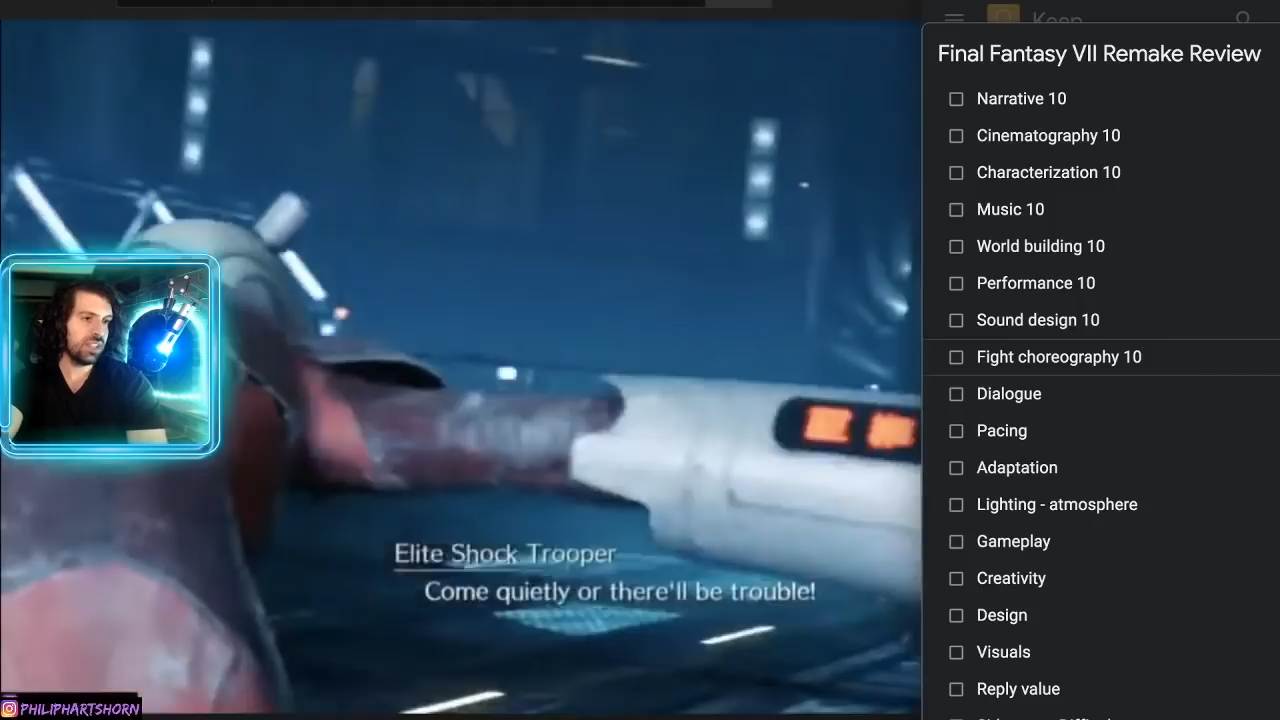 Keep
Final Fantasy VII Remake Review
Narrative 10
Cinematography 10
Characterization 10
Music 10
World building 10
Performance 10
Sound design 10
Fight choreography 10
Dialogue
Pacing
Adaptation
Lighting - atmosphere
Gameplay
Creativity
Design
Visuals
Reply value
Elite Shock Trooper
Come quietly or there'll be trouble!
PHILIPHARTSHORN